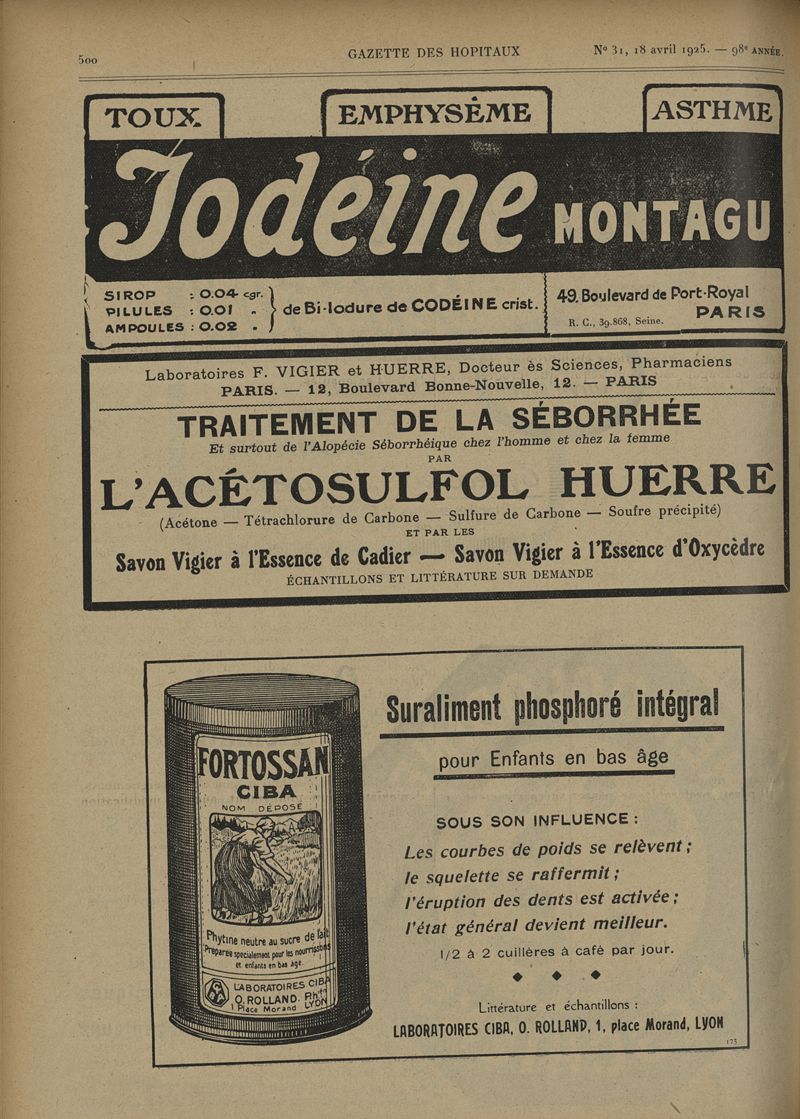 500
GAZETTE DES HOPITAUX
N° 31, 18 avril 1925. — 98e ANNÉE.
TOUX
EMPHYSÈME
ASTHME
Iodéine MONTAGU
SIROP : 0.04 cgr.
PILULES : 0.01 „
AMPOULES : 0.02 „
de Bi-Iodure de CODÉINE crist.
49, Boulevard de Port-Royal
PARIS
R. C., 39.868, Seine.
Laboratoires F. VIGIER et HUERRE, Docteur ès Sciences, Pharmaciens
PARIS. — 12, Boulevard Bonne-Nouvelle, 12. — PARIS
TRAITEMENT DE LA SÉBORRHÉE
Et surtout de l'Alopécie Séborrhéique chez l'homme et chez la femme
PAR
L'ACÉTOSULFOL HUERRE
(Acétone — Tétrachlorure de Carbone — Sulfure de Carbone — Soufre précipité)
ET PAR LES
Savon Vigier à l'Essence de Cadier — Savon Vigier à l'Essence d'Oxycèdre
ÉCHANTILLONS ET LITTÉRATURE SUR DEMANDE
FORTOSSAN
CIBA
NOM DÉPOSÉ
Phytine neutre au sucre de lait
Préparée spécialement pour les nourrissons
et enfants en bas âge.
LABORATOIRES CIBA
O. ROLLAND. Phien
1 Place Morand LYON
Suraliment phosphoré intégral
pour Enfants en bas âge
SOUS SON INFLUENCE :
Les courbes de poids se relèvent ;
le squelette se raffermit ;
l'éruption des dents est activée ;
l'état général devient meilleur.
1/2 à 2 cuillères à café par jour.
Littérature et échantillons :
LABORATOIRES CIBA, O. ROLLAND, 1, place Morand, LYON
173